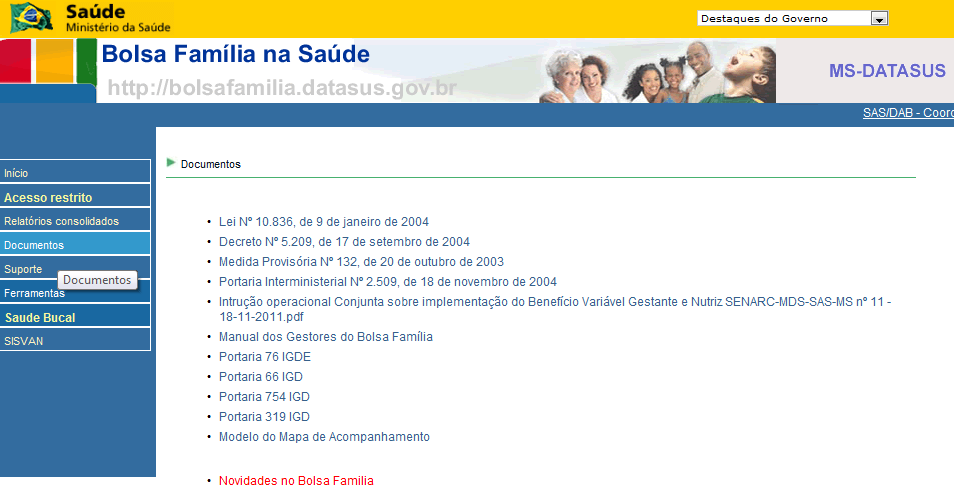 Saúde
Ministério da Saúde
Destaques do Governo
Bolsa Família na Saúde
http://bolsafamilia.datasus.gov.br
MS-DATASUS
SAS/DAB - Coord
Documentos
Início
Acesso restrito
Relatórios consolidados
Documentos
Suporte
Documentos
Ferramentas
Saude Bucal
SISVAN
Lei Nº 10.836, de 9 de janeiro de 2004
Decreto Nº 5.209, de 17 de setembro de 2004
Medida Provisória Nº 132, de 20 de outubro de 2003
Portaria Interministerial Nº 2.509, de 18 de novembro de 2004
Intrução operacional Conjunta sobre implementação do Benefício Variável Gestante e Nutriz SENARC-MDS-SAS-MS nº 11 -
18-11-2011.pdf
Manual dos Gestores do Bolsa Família
Portaria 76 IGDE
Portaria 66 IGD
Portaria 754 IGD
Portaria 319 IGD
Modelo do Mapa de Acompanhamento
Novidades no Bolsa Familia